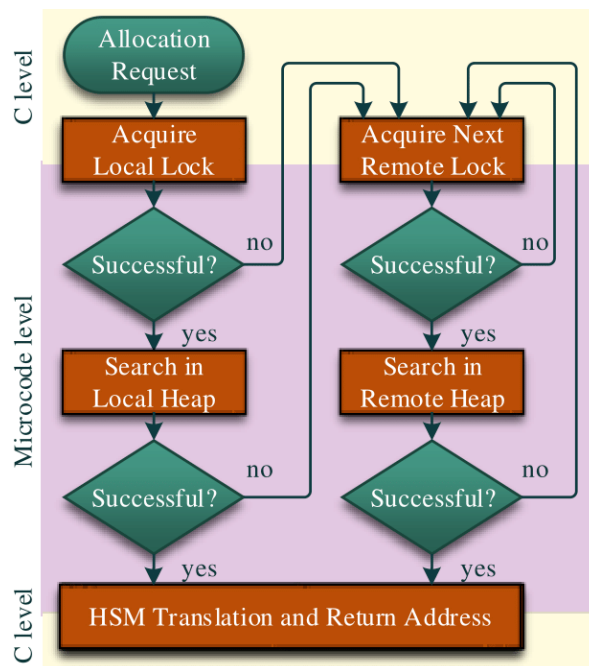 C level
Allocation
Request
Acquire
Local Lock
Acquire Next
Remote Lock
Microcode level
Successful?
no
yes
Successful?
no
yes
Search in
Local Heap
Search in
Remote Heap
Successful?
no
yes
Successful?
no
yes
C level
HSM Translation and Return Address